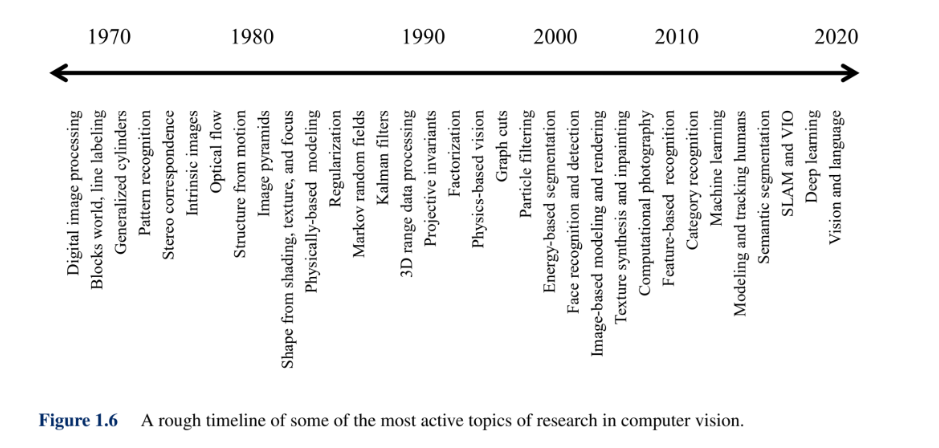 1970 1980 1990 2000 2010 2020
Digital image processing
Blocks world, line labeling
Generalized cylinders
Pattern recognition
Stereo correspondence
Intrinsic images
Optical flow
Structure from motion
Image pyramids
Shape from shading, texture, and focus
Physically-based modeling
Regularization
Markov random fields
Kalman filters
3D range data processing
Projective invariants
Factorization
Physics-based vision
Graph cuts
Particle filtering
Energy-based segmentation
Face recognition and detection
Image-based modeling and rendering
Texture synthesis and inpainting
Computational photography
Feature-based recognition
Category recognition
Machine learning
Modeling and tracking humans
Semantic segmentation
SLAM and VIO
Deep learning
Vision and language
Figure 1.6 A rough timeline of some of the most active topics of research in computer vision.